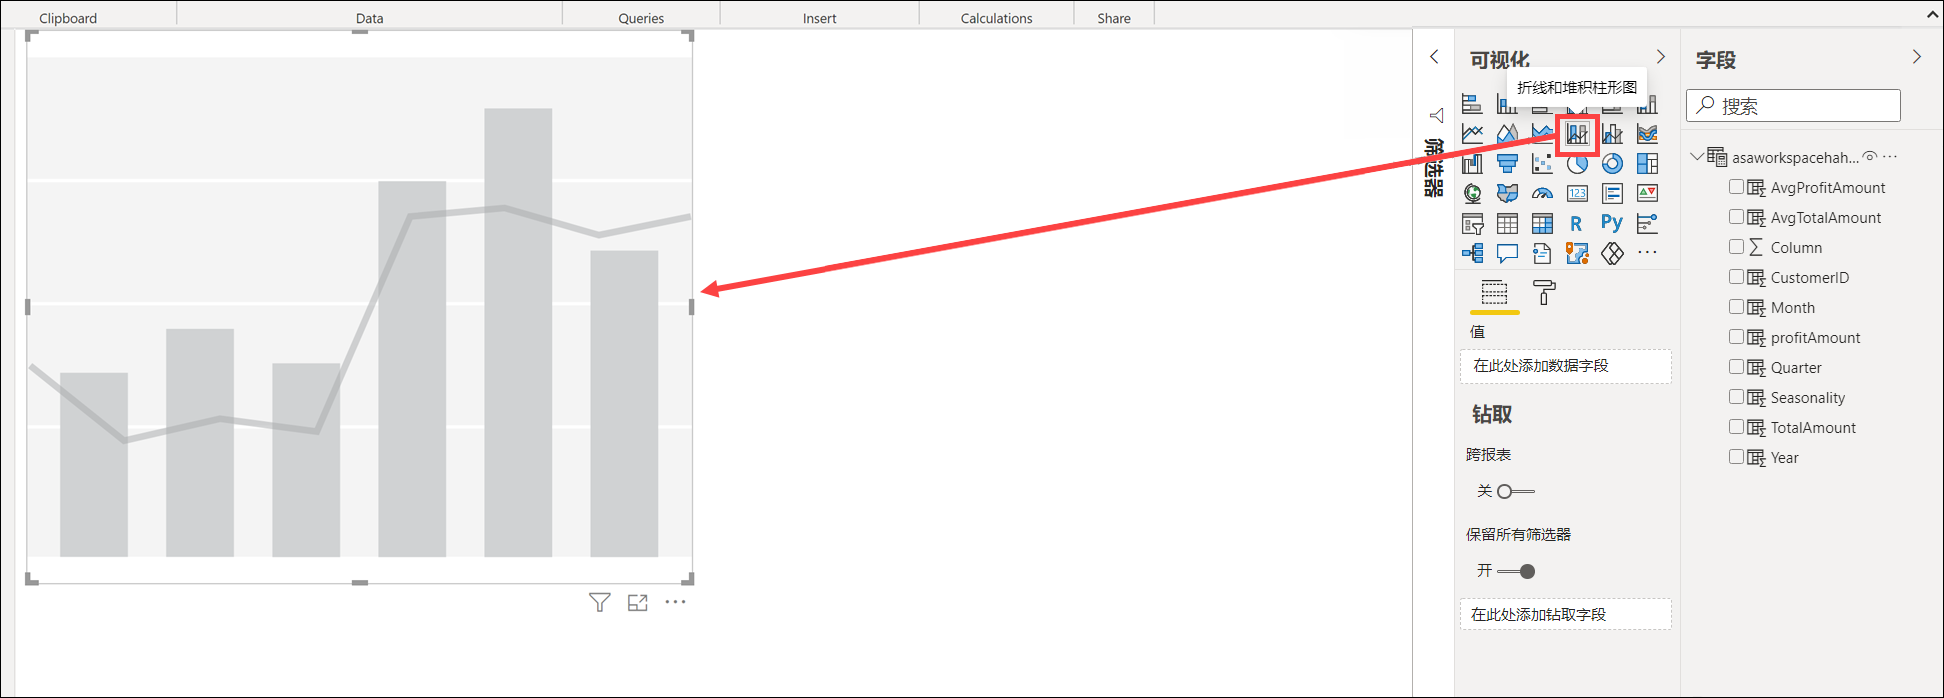 Clipboard
Data
Queries
Insert
Calculations
Share
可视化
折线和堆积柱形图
筛选器
123
R
Py
值
在此处添加数据字段
钻取
跨报表
关
保留所有筛选器
开
在此处添加钻取字段
字段
搜索
asaworkspacehah...
AvgProfitAmount
AvgTotalAmount
Column
CustomerID
Month
profitAmount
Quarter
Seasonality
TotalAmount
Year